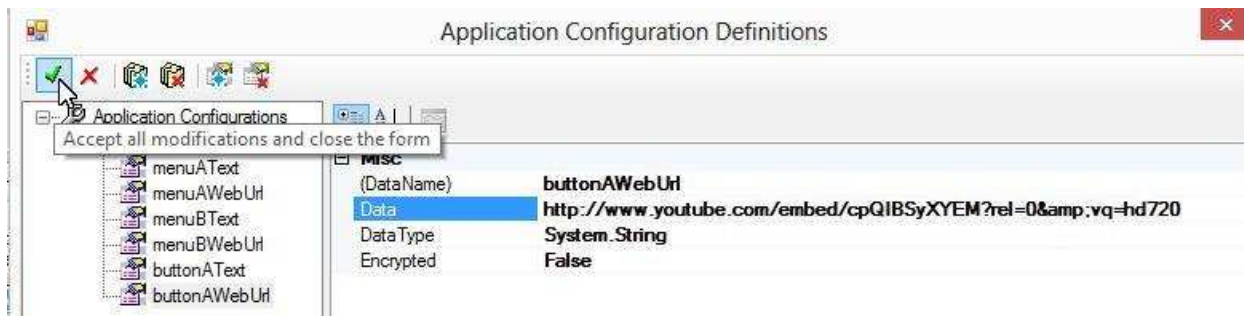 Application Configuration Definitions
Application Configurations
Accept all modifications and close the form
menuAText
menuAWebUrl
menuBText
menuBWebUrl
buttonAText
buttonAWebUrl
Misc
(DataName) buttonAWebUrl
Data http://www.youtube.com/embed/cpQIBSyXYEM?rel=0&amp;vq=hd720
DataType System.String
Encrypted False